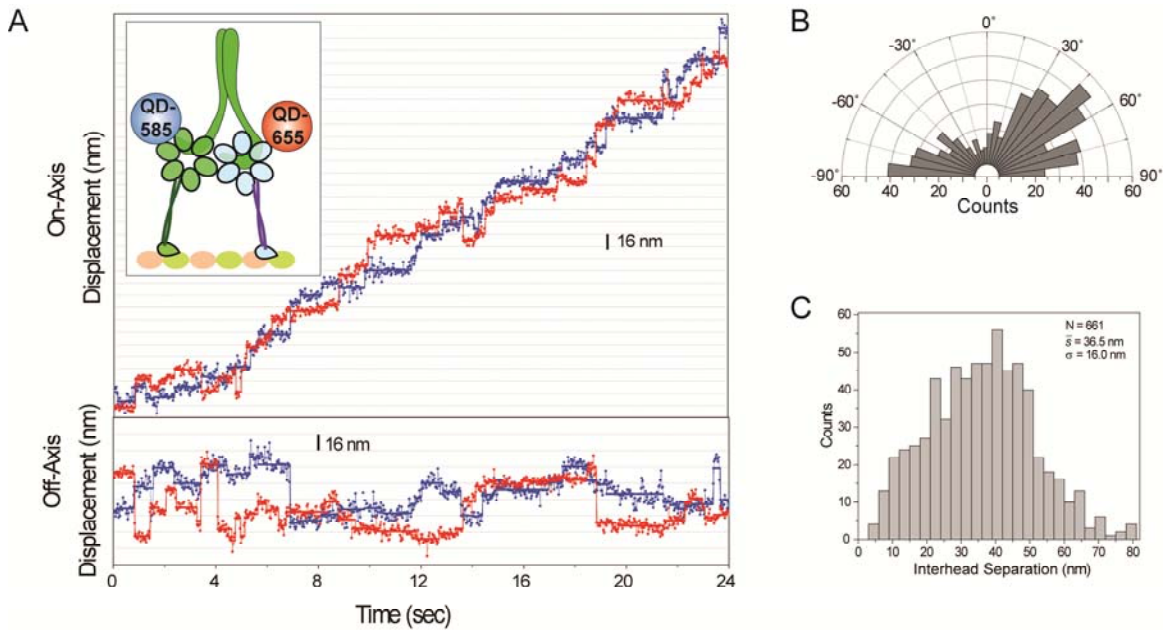 A
QD-
585
QD-
655
On-Axis
Displacement (nm)
16 nm
Off-Axis
Displacement (nm)
16 nm
0 4 8 12 16 20 24
Time (sec)
B
0°
-30° 30°
-60° 60°
-90° 90°
60 40 20 0 20 40 60
Counts
C
N = 661
s̄ = 36.5 nm
σ = 16.0 nm
60
50
40
30
20
10
0
Counts
0 10 20 30 40 50 60 70 80
Interhead Separation (nm)